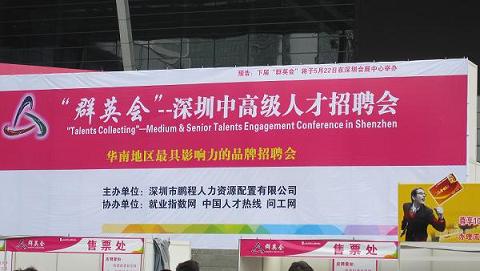 预告：下届“群英会”将于5月22日在深圳会展中心举办
“群英会”--深圳中高级人才招聘会
"Talents Collecting"—Medium & Senior Talents Engagement Conference in Shenzhen
华南地区最具影响力的品牌招聘会
主办单位：深圳市鹏程人力资源配置有限公司
协办单位：就业指数网 中国人才热线 问工网
群英会
售票处
群英会
群英会
售票处